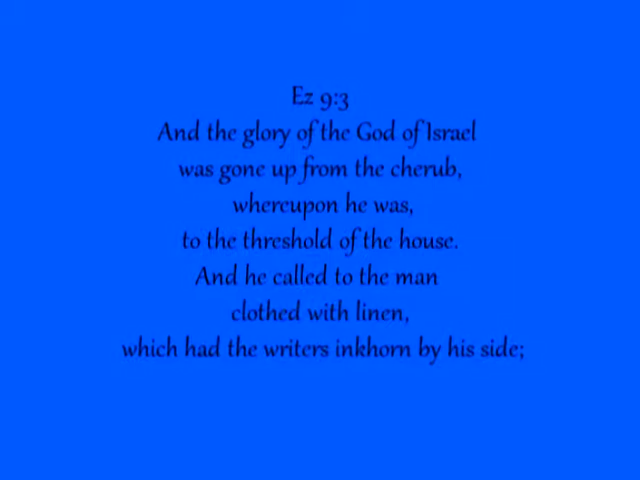 Ez 9:3
And the glory of the God of Israel
was gone up from the cherub,
whereupon he was,
to the threshold of the house.
And he called to the man
clothed with linen,
which had the writers inkhorn by his side;